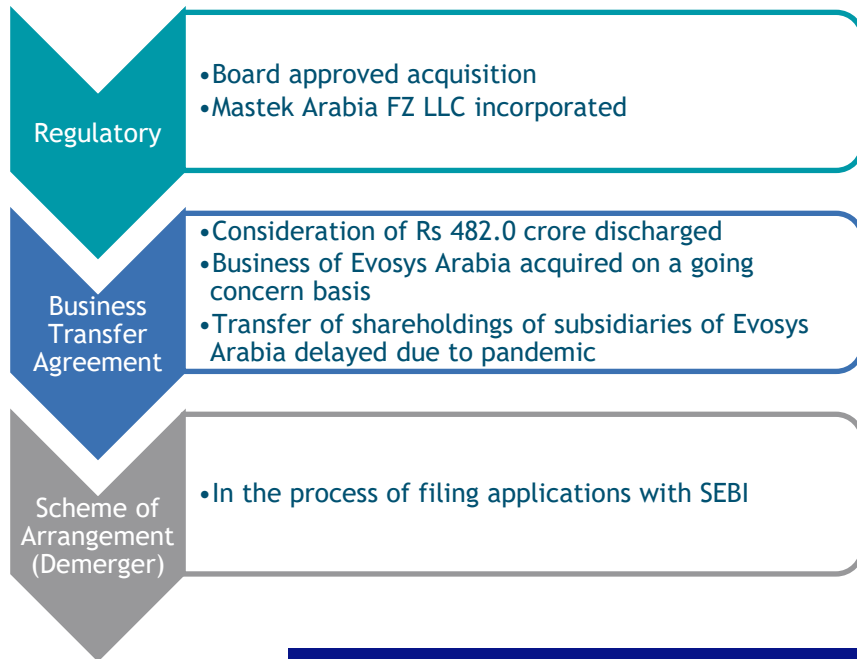 Regulatory
•Board approved acquisition
•Mastek Arabia FZ LLC incorporated
Business
Transfer
Agreement
•Consideration of Rs 482.0 crore discharged
•Business of Evosys Arabia acquired on a going
concern basis
•Transfer of shareholdings of subsidiaries of Evosys
Arabia delayed due to pandemic
Scheme of
Arrangement
(Demerger)
•In the process of filing applications with SEBI